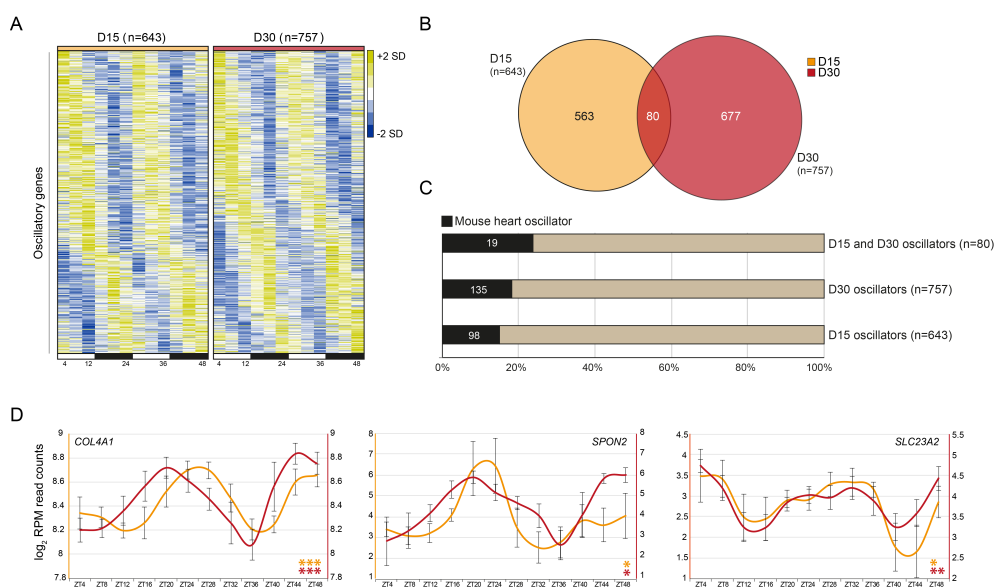 A
D15 (n=643)
D30 (n=757)
+2 SD
-2 SD
Oscillatory genes
4
12
24
36
48
4
12
24
36
48
B
D15
(n=643)
563
80
677
D15
D30
D30
(n=757)
C
Mouse heart oscillator
19
D15 and D30 oscillators (n=80)
135
D30 oscillators (n=757)
98
D15 oscillators (n=643)
0%
20%
40%
60%
80%
100%
D
log2 RPM read counts
COL4A1
9
8.8
8.6
8.4
8.2
8
7.8
9
8.8
8.6
8.4
8.2
8
7.8
***
***
ZT4 ZT8 ZT12 ZT16 ZT20 ZT24 ZT28 ZT32 ZT36 ZT40 ZT44 ZT48
SPON2
8
7
6
5
4
3
2
1
8
7
6
5
4
3
2
1
*
*
ZT4 ZT8 ZT12 ZT16 ZT20 ZT24 ZT28 ZT32 ZT36 ZT40 ZT44 ZT48
SLC23A2
4.5
4
3.5
3
2.5
2
1.5
1
5.5
5
4.5
4
3.5
3
2.5
2
*
**
ZT4 ZT8 ZT12 ZT16 ZT20 ZT24 ZT28 ZT32 ZT36 ZT40 ZT44 ZT48